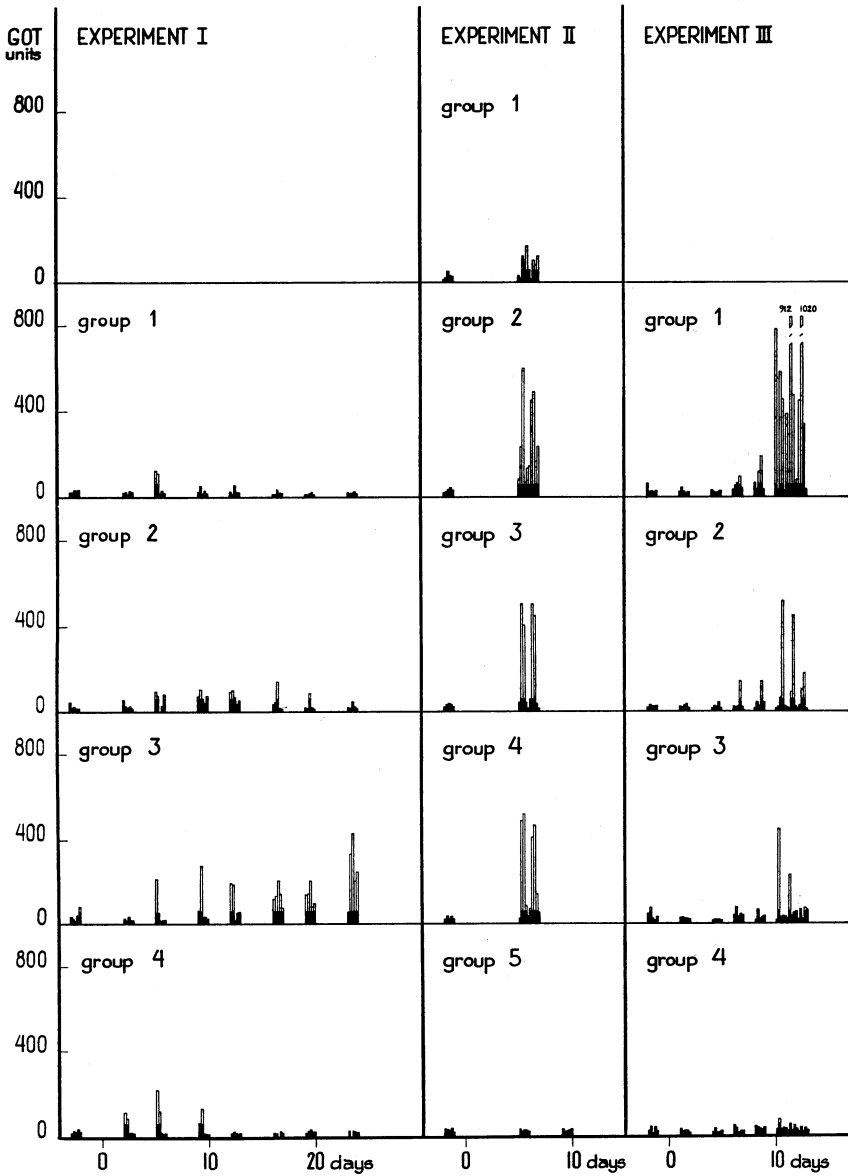 GOT units
EXPERIMENT I
EXPERIMENT II
EXPERIMENT III
800
400
0
group 1
800
400
0
group 1
group 2
group 1
912
1020
800
400
0
group 2
group 3
group 2
800
400
0
group 3
group 4
group 3
800
400
0
group 4
group 5
group 4
0 10 20 days
0 10 days
0 10 days